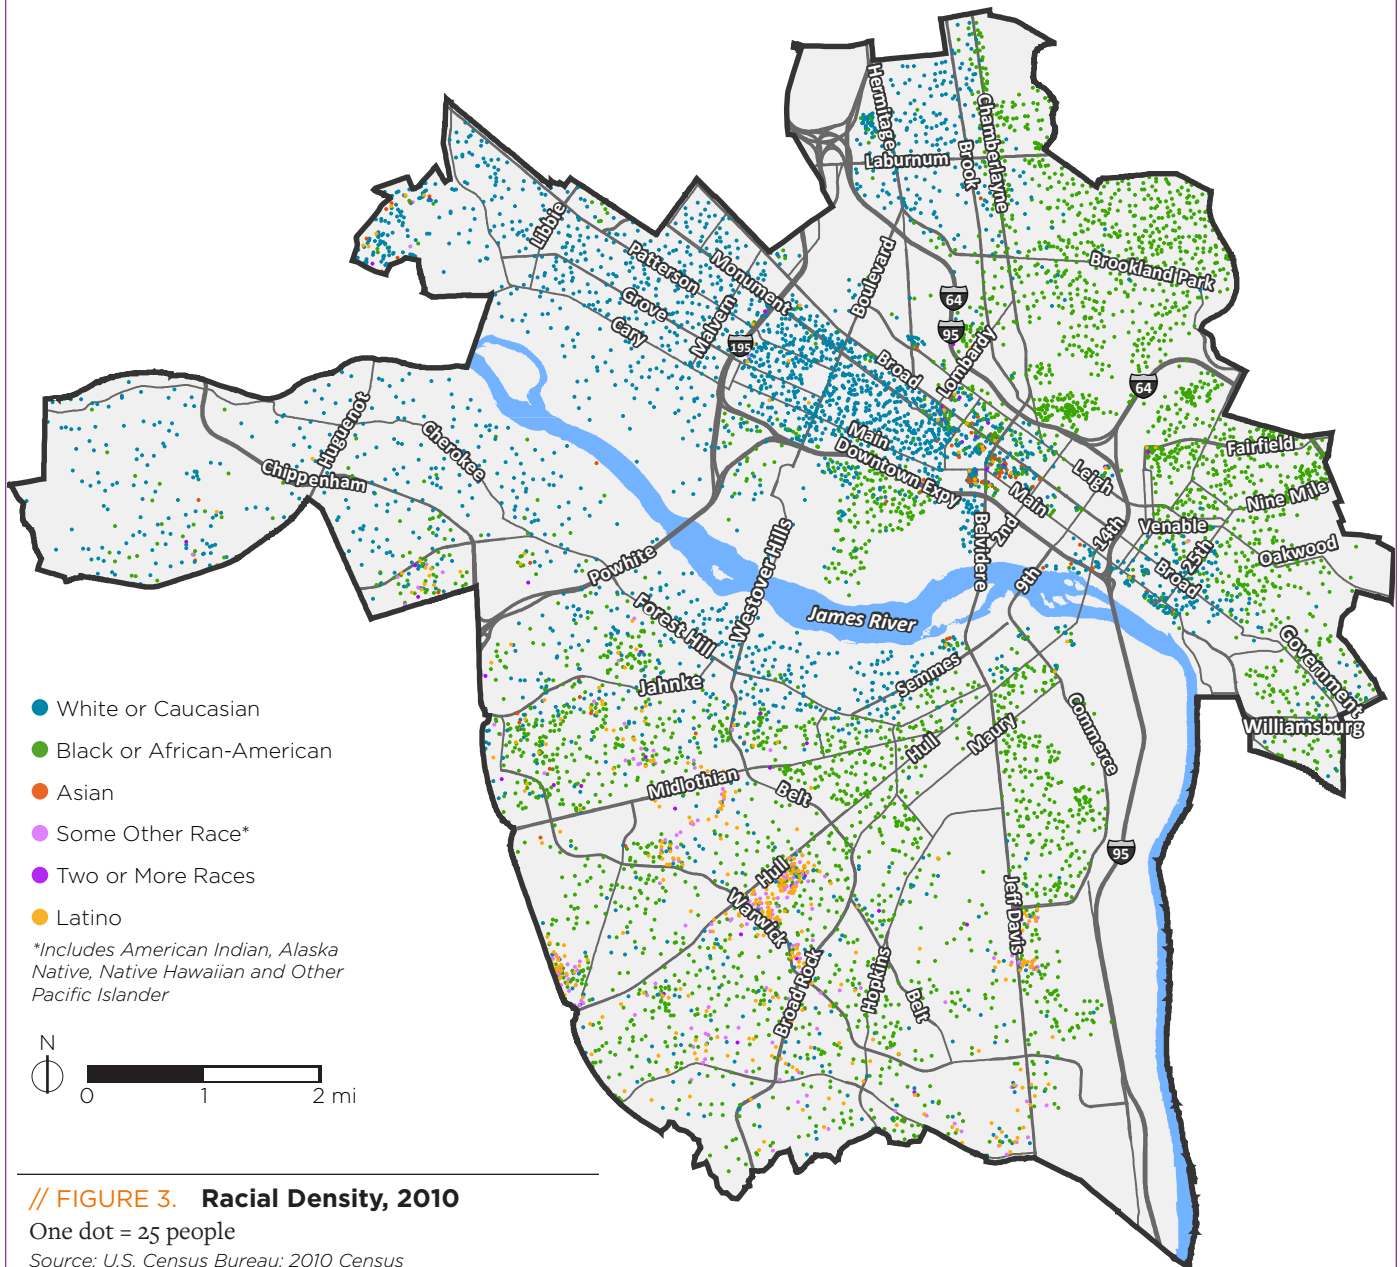 Hermitage
Chamberlayne
Laburnum
Brook
Libbie
Patterson
Monument
Boulevard
Brookland Park
Grove
Malvern
64
Cary
195
95
Broad
Lombardy
64
Huguenot
Cherokee
Main
Fairfield
Chippenham
Downtown Expy
Leigh
Main
Nine Mile
Belvidere
2nd
14th
Venable
25th
Oakwood
Powhite
Westover Hills
9th
Broad
Forest Hill
James River
Government
Jahnke
Semmes
Williamsburg
Hull
Maury
Commerce
Midlothian
Belt
95
Hull
Warwick
Jeff Davis
Broad Rock
Hopkins
Belt
White or Caucasian
Black or African-American
Asian
Some Other Race*
Two or More Races
Latino
*Includes American Indian, Alaska
Native, Native Hawaiian and Other
Pacific Islander
N
0 1 2 mi
// FIGURE 3. Racial Density, 2010
One dot = 25 people
Source: U.S. Census Bureau: 2010 Census